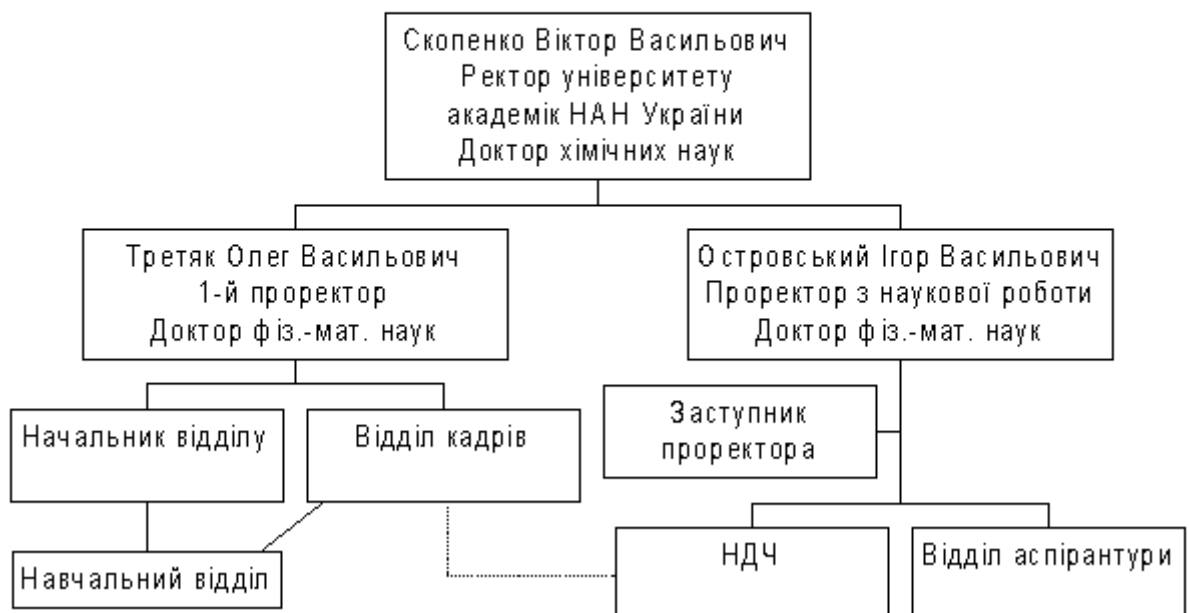 Скопенко Віктор Васильович
Ректор університету
академік НАН України
Доктор хімічних наук
Третяк Олег Васильович
1-й проректор
Доктор фіз.-мат. наук
Островський Ігор Васильович
Проректор з наукової роботи
Доктор фіз.-мат. наук
Начальник відділу
Відділ кадрів
Заступник
проректора
Навчальний відділ
НДЧ
Відділ аспірантури